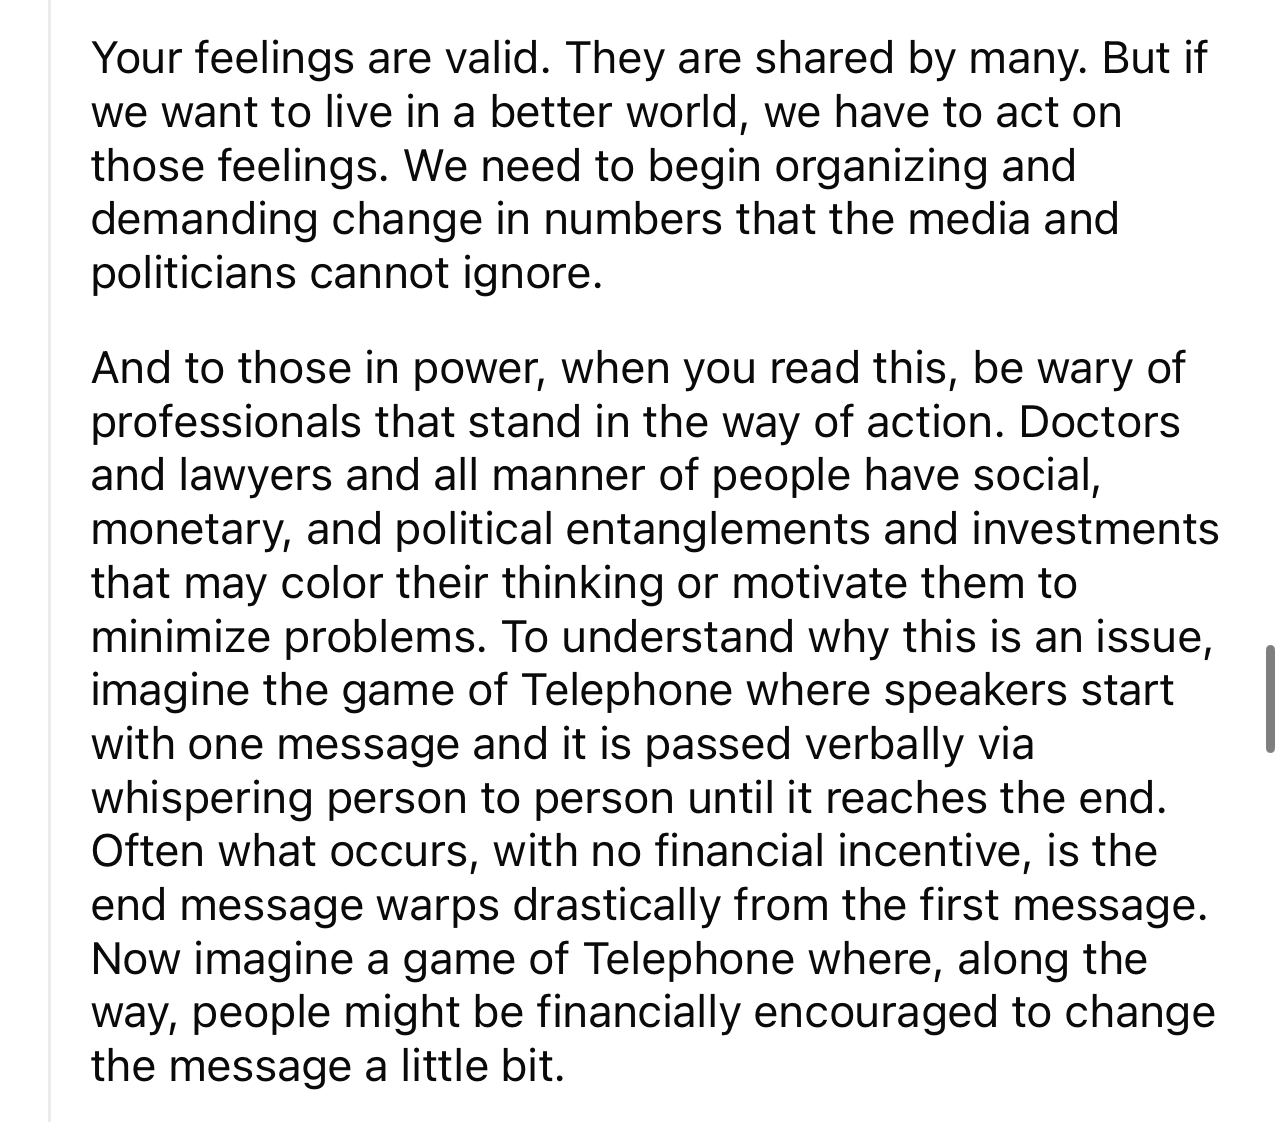 Your feelings are valid. They are shared by many. But if
we want to live in a better world, we have to act on
those feelings. We need to begin organizing and
demanding change in numbers that the media and
politicians cannot ignore.
And to those in power, when you read this, be wary of
professionals that stand in the way of action. Doctors
and lawyers and all manner of people have social,
monetary, and political entanglements and investments
that may color their thinking or motivate them to
minimize problems. To understand why this is an issue,
imagine the game of Telephone where speakers start
with one message and it is passed verbally via
whispering person to person until it reaches the end.
Often what occurs, with no financial incentive, is the
end message warps drastically from the first message.
Now imagine a game of Telephone where, along the
way, people might be financially encouraged to change
the message a little bit.